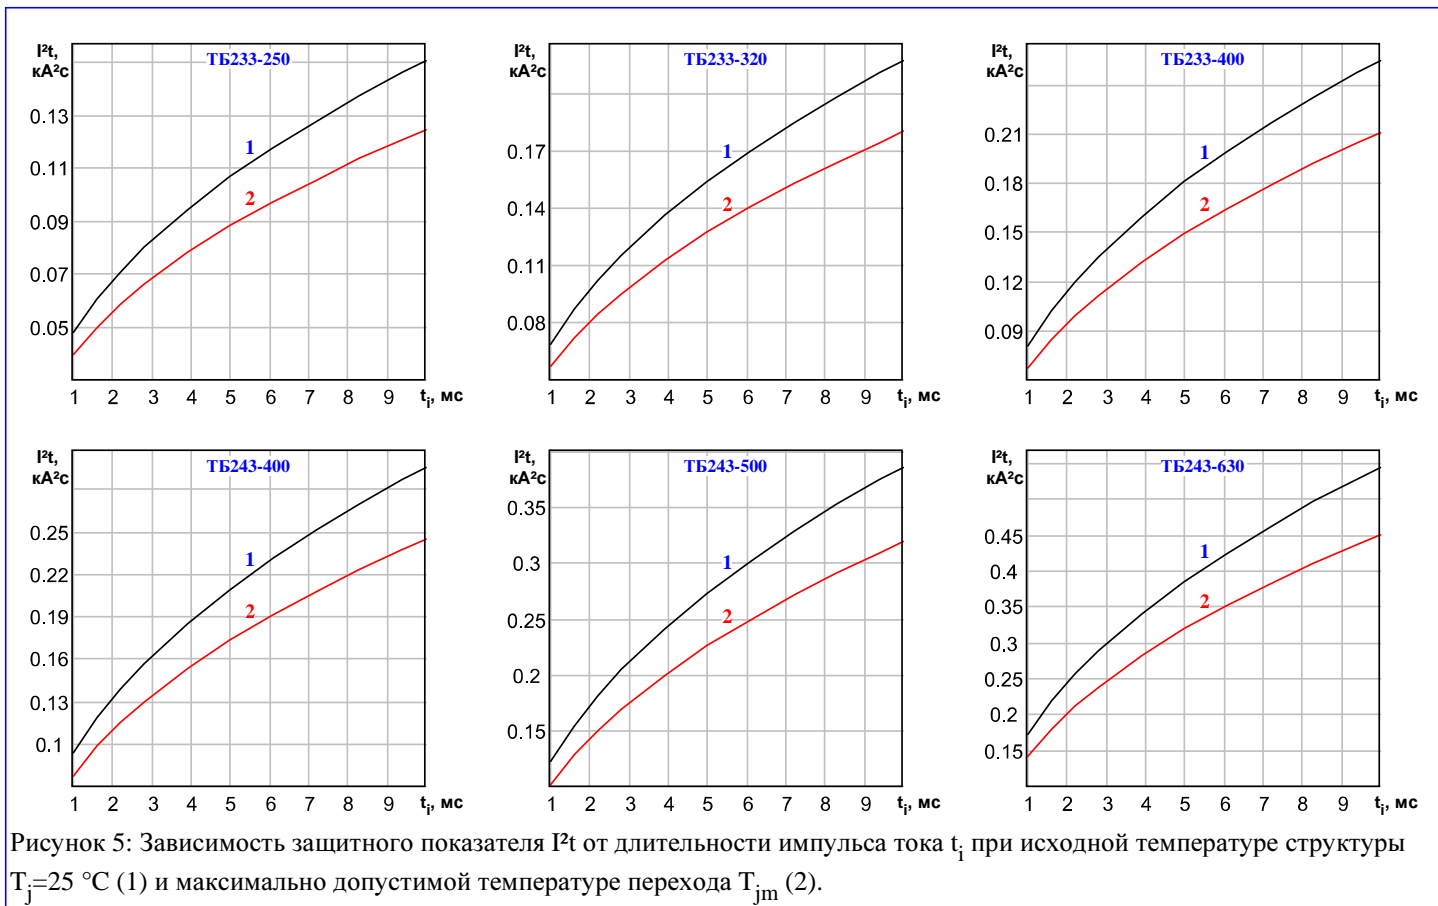 I²t,
кА²с
ТБ233-250
0.13
0.11
0.09
0.07
0.05
1
2
1 2 3 4 5 6 7 8 9 tᵢ, мс
I²t,
кА²с
ТБ233-320
0.17
0.14
0.11
0.08
1
2
1 2 3 4 5 6 7 8 9 tᵢ, мс
I²t,
кА²с
ТБ233-400
0.21
0.18
0.15
0.12
0.09
1
2
1 2 3 4 5 6 7 8 9 tᵢ, мс
I²t,
кА²с
ТБ243-400
0.25
0.22
0.19
0.16
0.13
0.1
1
2
1 2 3 4 5 6 7 8 9 tᵢ, мс
I²t,
кА²с
ТБ243-500
0.35
0.3
0.25
0.2
0.15
1
2
1 2 3 4 5 6 7 8 9 tᵢ, мс
I²t,
кА²с
ТБ243-630
0.45
0.4
0.35
0.3
0.25
0.2
0.15
1
2
1 2 3 4 5 6 7 8 9 tᵢ, мс
Рисунок 5: Зависимость защитного показателя I²t от длительности импульса тока tᵢ при исходной температуре структуры
Tj=25 °C (1) и максимально допустимой температуре перехода Tjm (2).